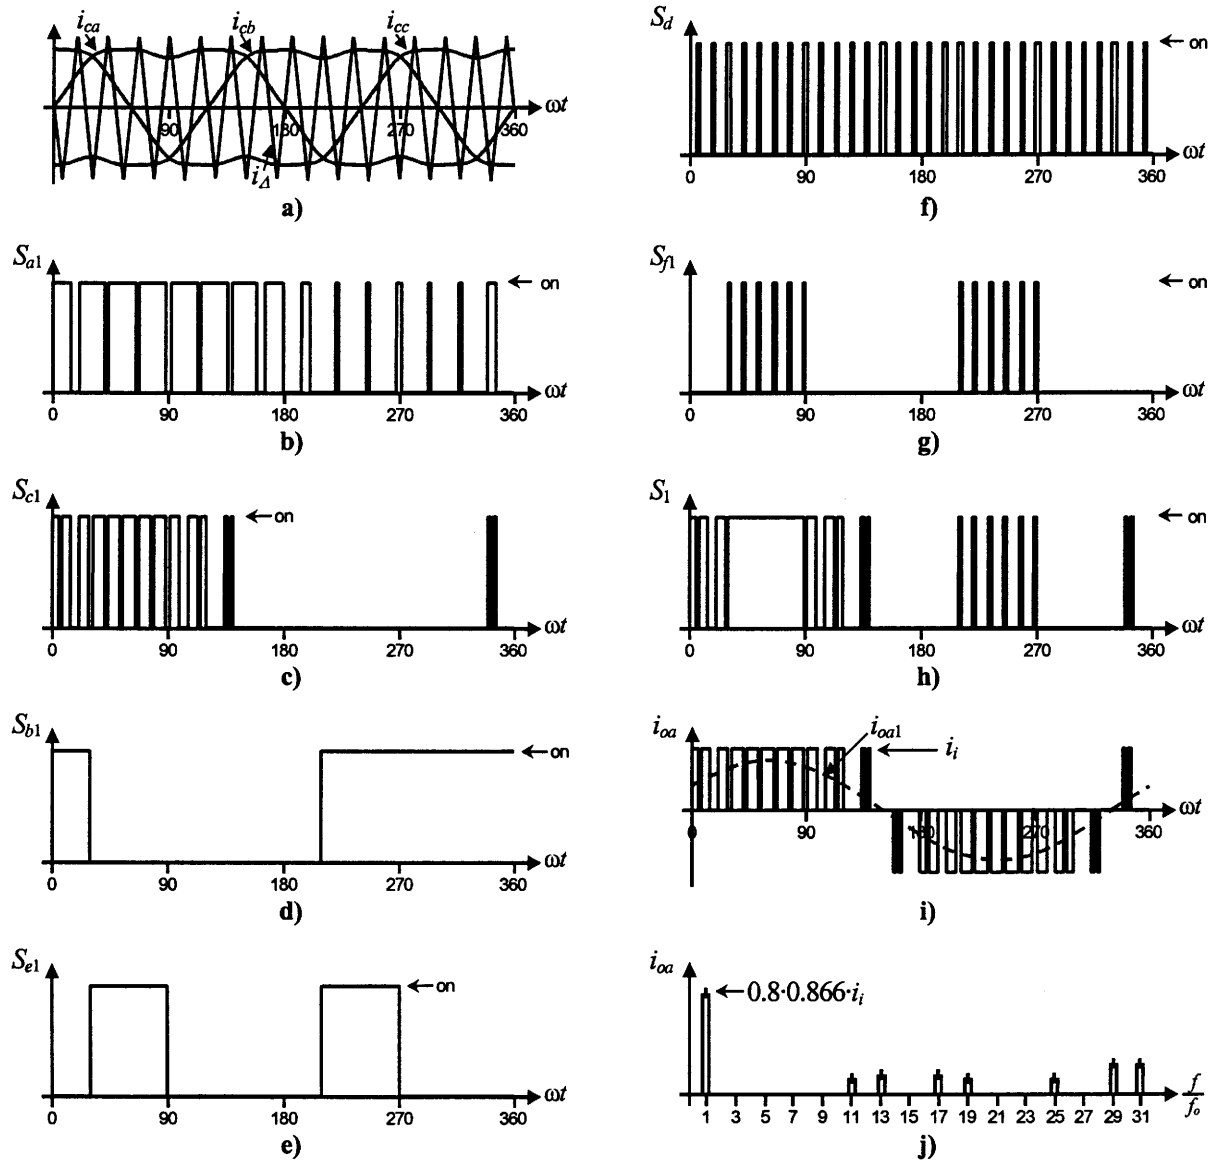 i_ca i_cb i_cc
ωt
90 180 270 360
i_Δ
a)
S_a1
on
ωt
0 90 180 270 360
b)
S_c1
on
ωt
0 90 180 270 360
c)
S_b1
on
ωt
0 90 180 270 360
d)
S_e1
on
ωt
0 90 180 270 360
e)
S_d
on
ωt
0 90 180 270 360
f)
S_f1
on
ωt
0 90 180 270 360
g)
S_1
on
ωt
0 90 180 270 360
h)
i_oa i_oa1 i_i
ωt
0 90 180 270 360
i)
i_oa
0.8·0.866·i_i
f/f_o
1 3 5 7 9 11 13 15 17 19 21 23 25 27 29 31
j)